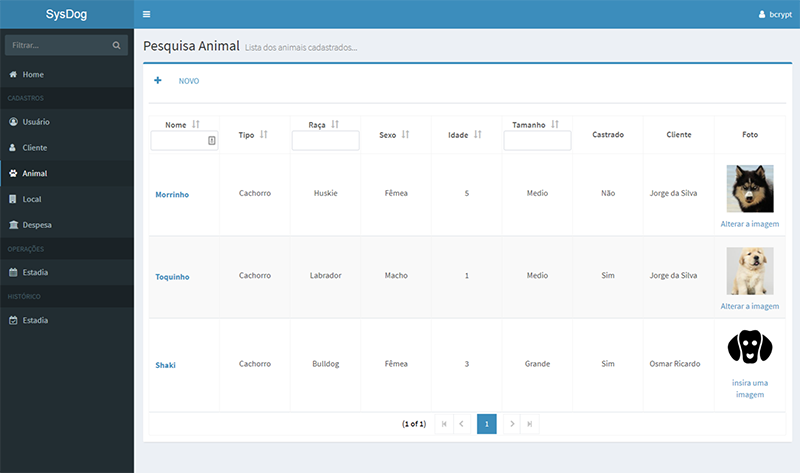 SysDog
bcrypt
Filtrar...
Home
CADASTROS
Usuário
Cliente
Animal
Local
Despesa
OPERAÇÕES
Estadia
HISTÓRICO
Estadia
Pesquisa Animal Lista dos animais cadastrados...
NOVO
Nome Tipo Raça Sexo Idade Tamanho Castrado Cliente Foto
Morrinho Cachorro Huskie Fêmea 5 Medio Não Jorge da Silva
Alterar a imagem
Toquinho Cachorro Labrador Macho 1 Medio Sim Jorge da Silva
Alterar a imagem
Shaki Cachorro Bulldog Fêmea 3 Grande Sim Osmar Ricardo
insira uma
imagem
(1 of 1) 1